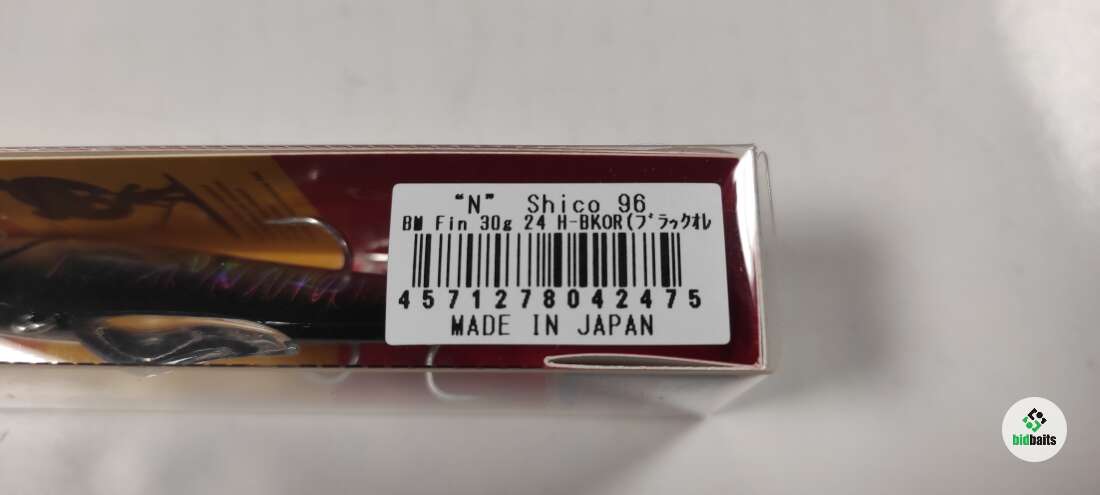 “N” Shico 96
BM Fin 30g 24 H-BKOR(ﾌﾞﾗｯｸｵﾚ
4571278042475
MADE IN JAPAN
bidbaits